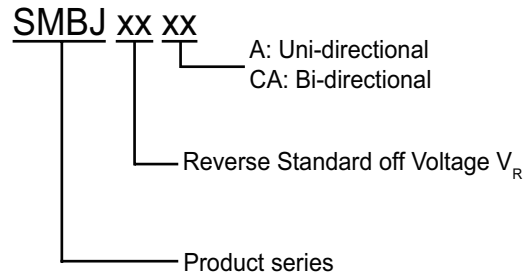 SMBJ xx xx
A: Uni-directional
CA: Bi-directional
Reverse Standard off Voltage VR
Product series